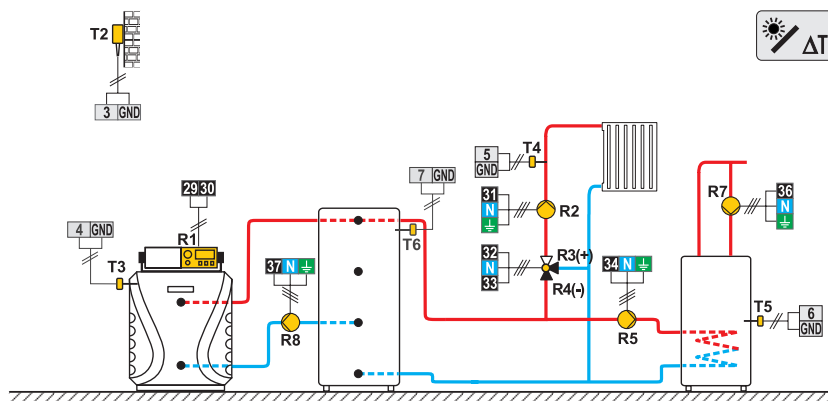 T2
ΔT
3 GND
5
GND
T4
7 GND
29 30
31
N
R2
R7
36
N
4 GND
R1
T6
T3
37 N
32
N
33
R3(+)
R4(-)
34 N
R8
R5
T5
6
GND